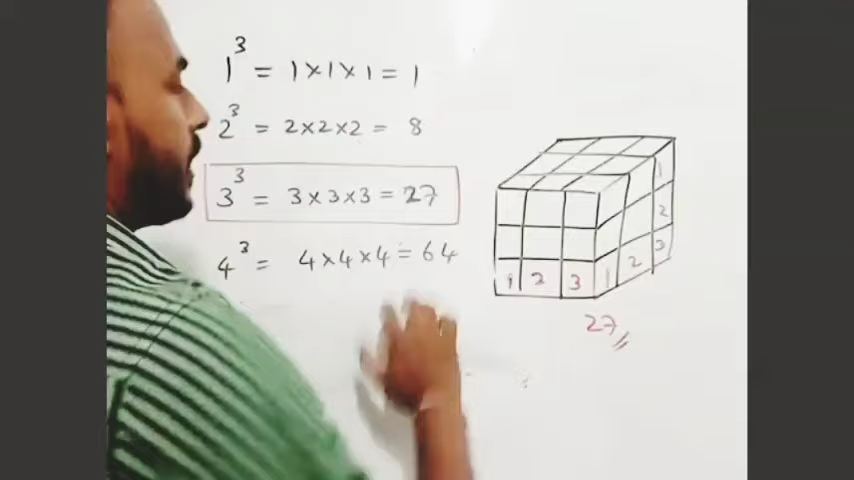 1³ = 1×1×1 = 1
2³ = 2×2×2 = 8
3³ = 3×3×3 = 27
4³ = 4×4×4 = 64
1
2
3
1 2 3 1 2
27